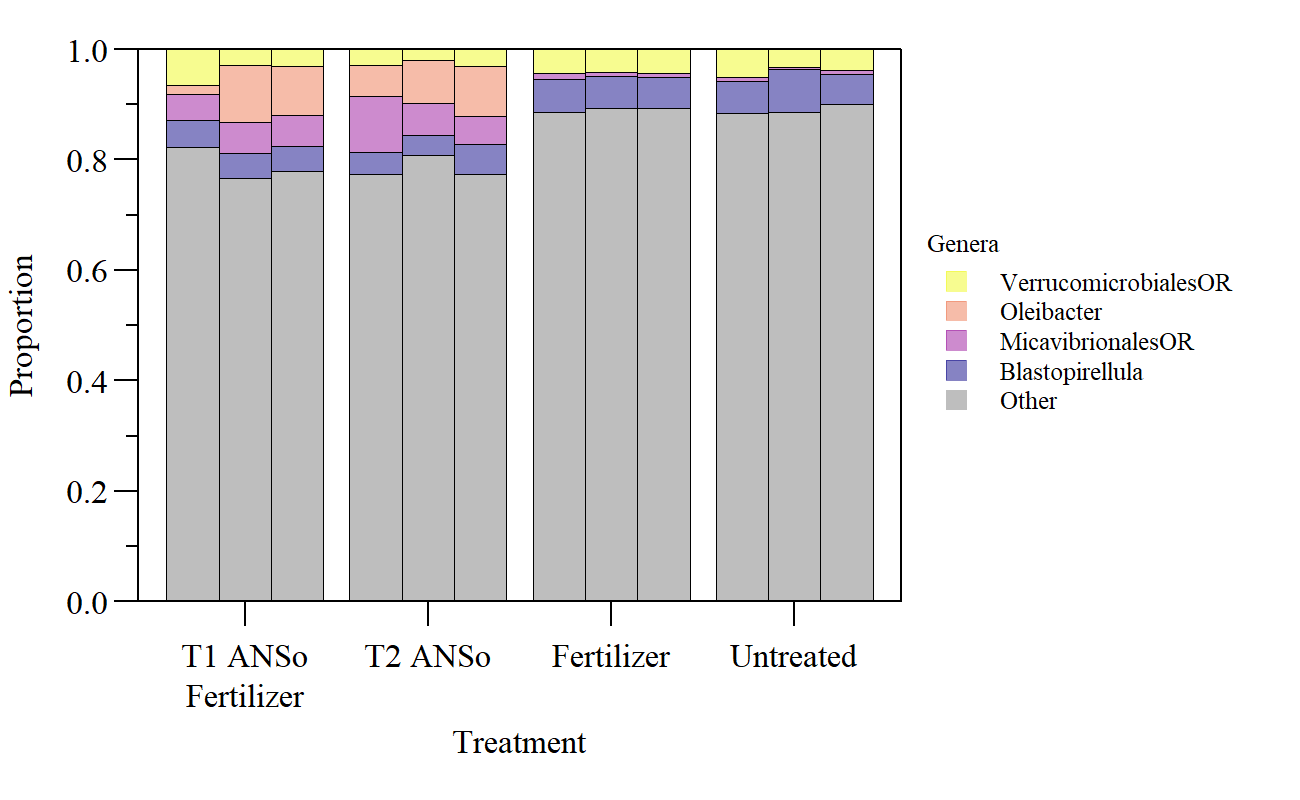 1.0
0.8
0.6
0.4
0.2
0.0
Proportion
T1 ANSo
Fertilizer
T2 ANSo
Fertilizer
Untreated
Treatment
Genera
VerrucomicrobialesOR
Oleibacter
MicavibrionalesOR
Blastopirellula
Other